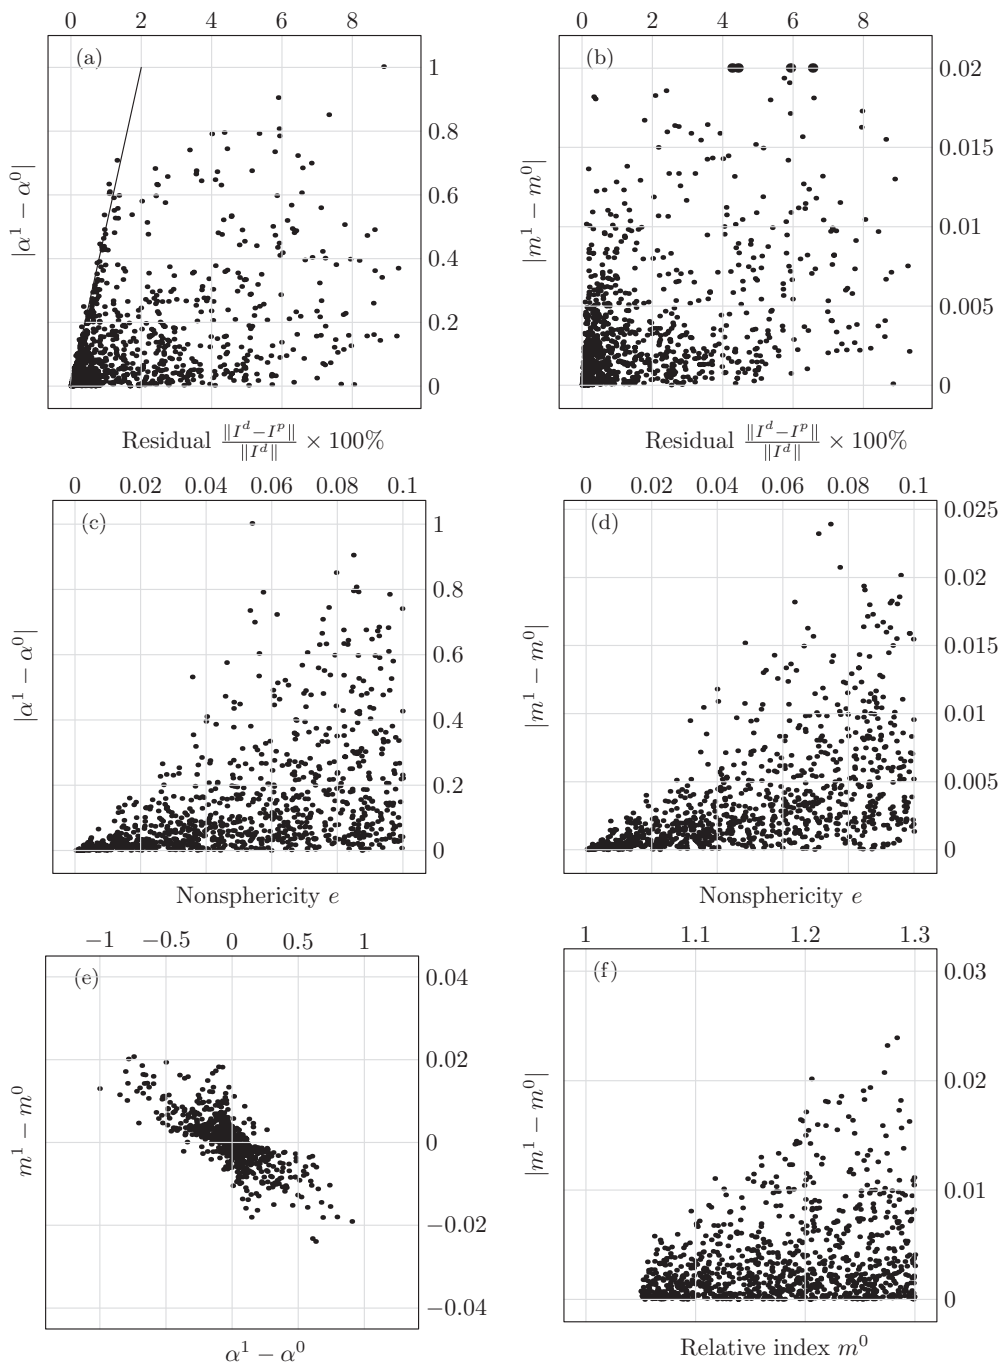 0 2 4 6 8
(a)
1
0.8
0.6
0.4
0.2
0
|α¹ − α⁰|
Residual ‖Iᵈ−Iᵖ‖/‖Iᵈ‖ × 100%
0 2 4 6 8
(b)
0.02
0.015
0.01
0.005
0
|m¹ − m⁰|
Residual ‖Iᵈ−Iᵖ‖/‖Iᵈ‖ × 100%
0 0.02 0.04 0.06 0.08 0.1
(c)
1
0.8
0.6
0.4
0.2
0
|α¹ − α⁰|
Nonsphericity e
0 0.02 0.04 0.06 0.08 0.1
(d)
0.025
0.02
0.015
0.01
0.005
0
|m¹ − m⁰|
Nonsphericity e
−1 −0.5 0 0.5 1
(e)
0.04
0.02
0
−0.02
−0.04
m¹ − m⁰
α¹ − α⁰
1 1.1 1.2 1.3
(f)
0.03
0.02
0.01
0
|m¹ − m⁰|
Relative index m⁰